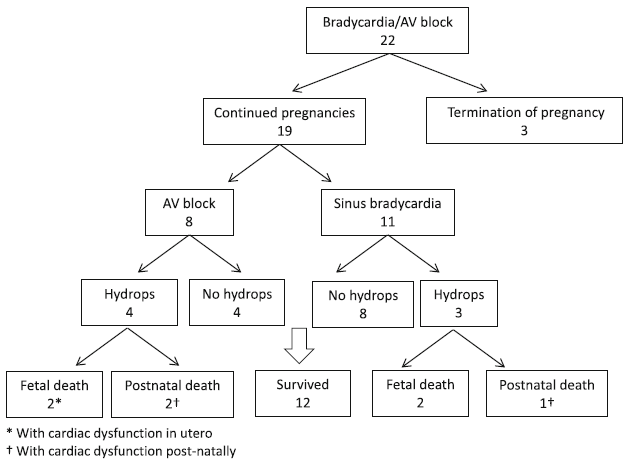 Bradycardia/AV block
22
Continued pregnancies
19
Termination of pregnancy
3
AV block
8
Sinus bradycardia
11
Hydrops
4
No hydrops
4
No hydrops
8
Hydrops
3
Fetal death
2*
Postnatal death
2†
Survived
12
Fetal death
2
Postnatal death
1†
* With cardiac dysfunction in utero
† With cardiac dysfunction post-natally